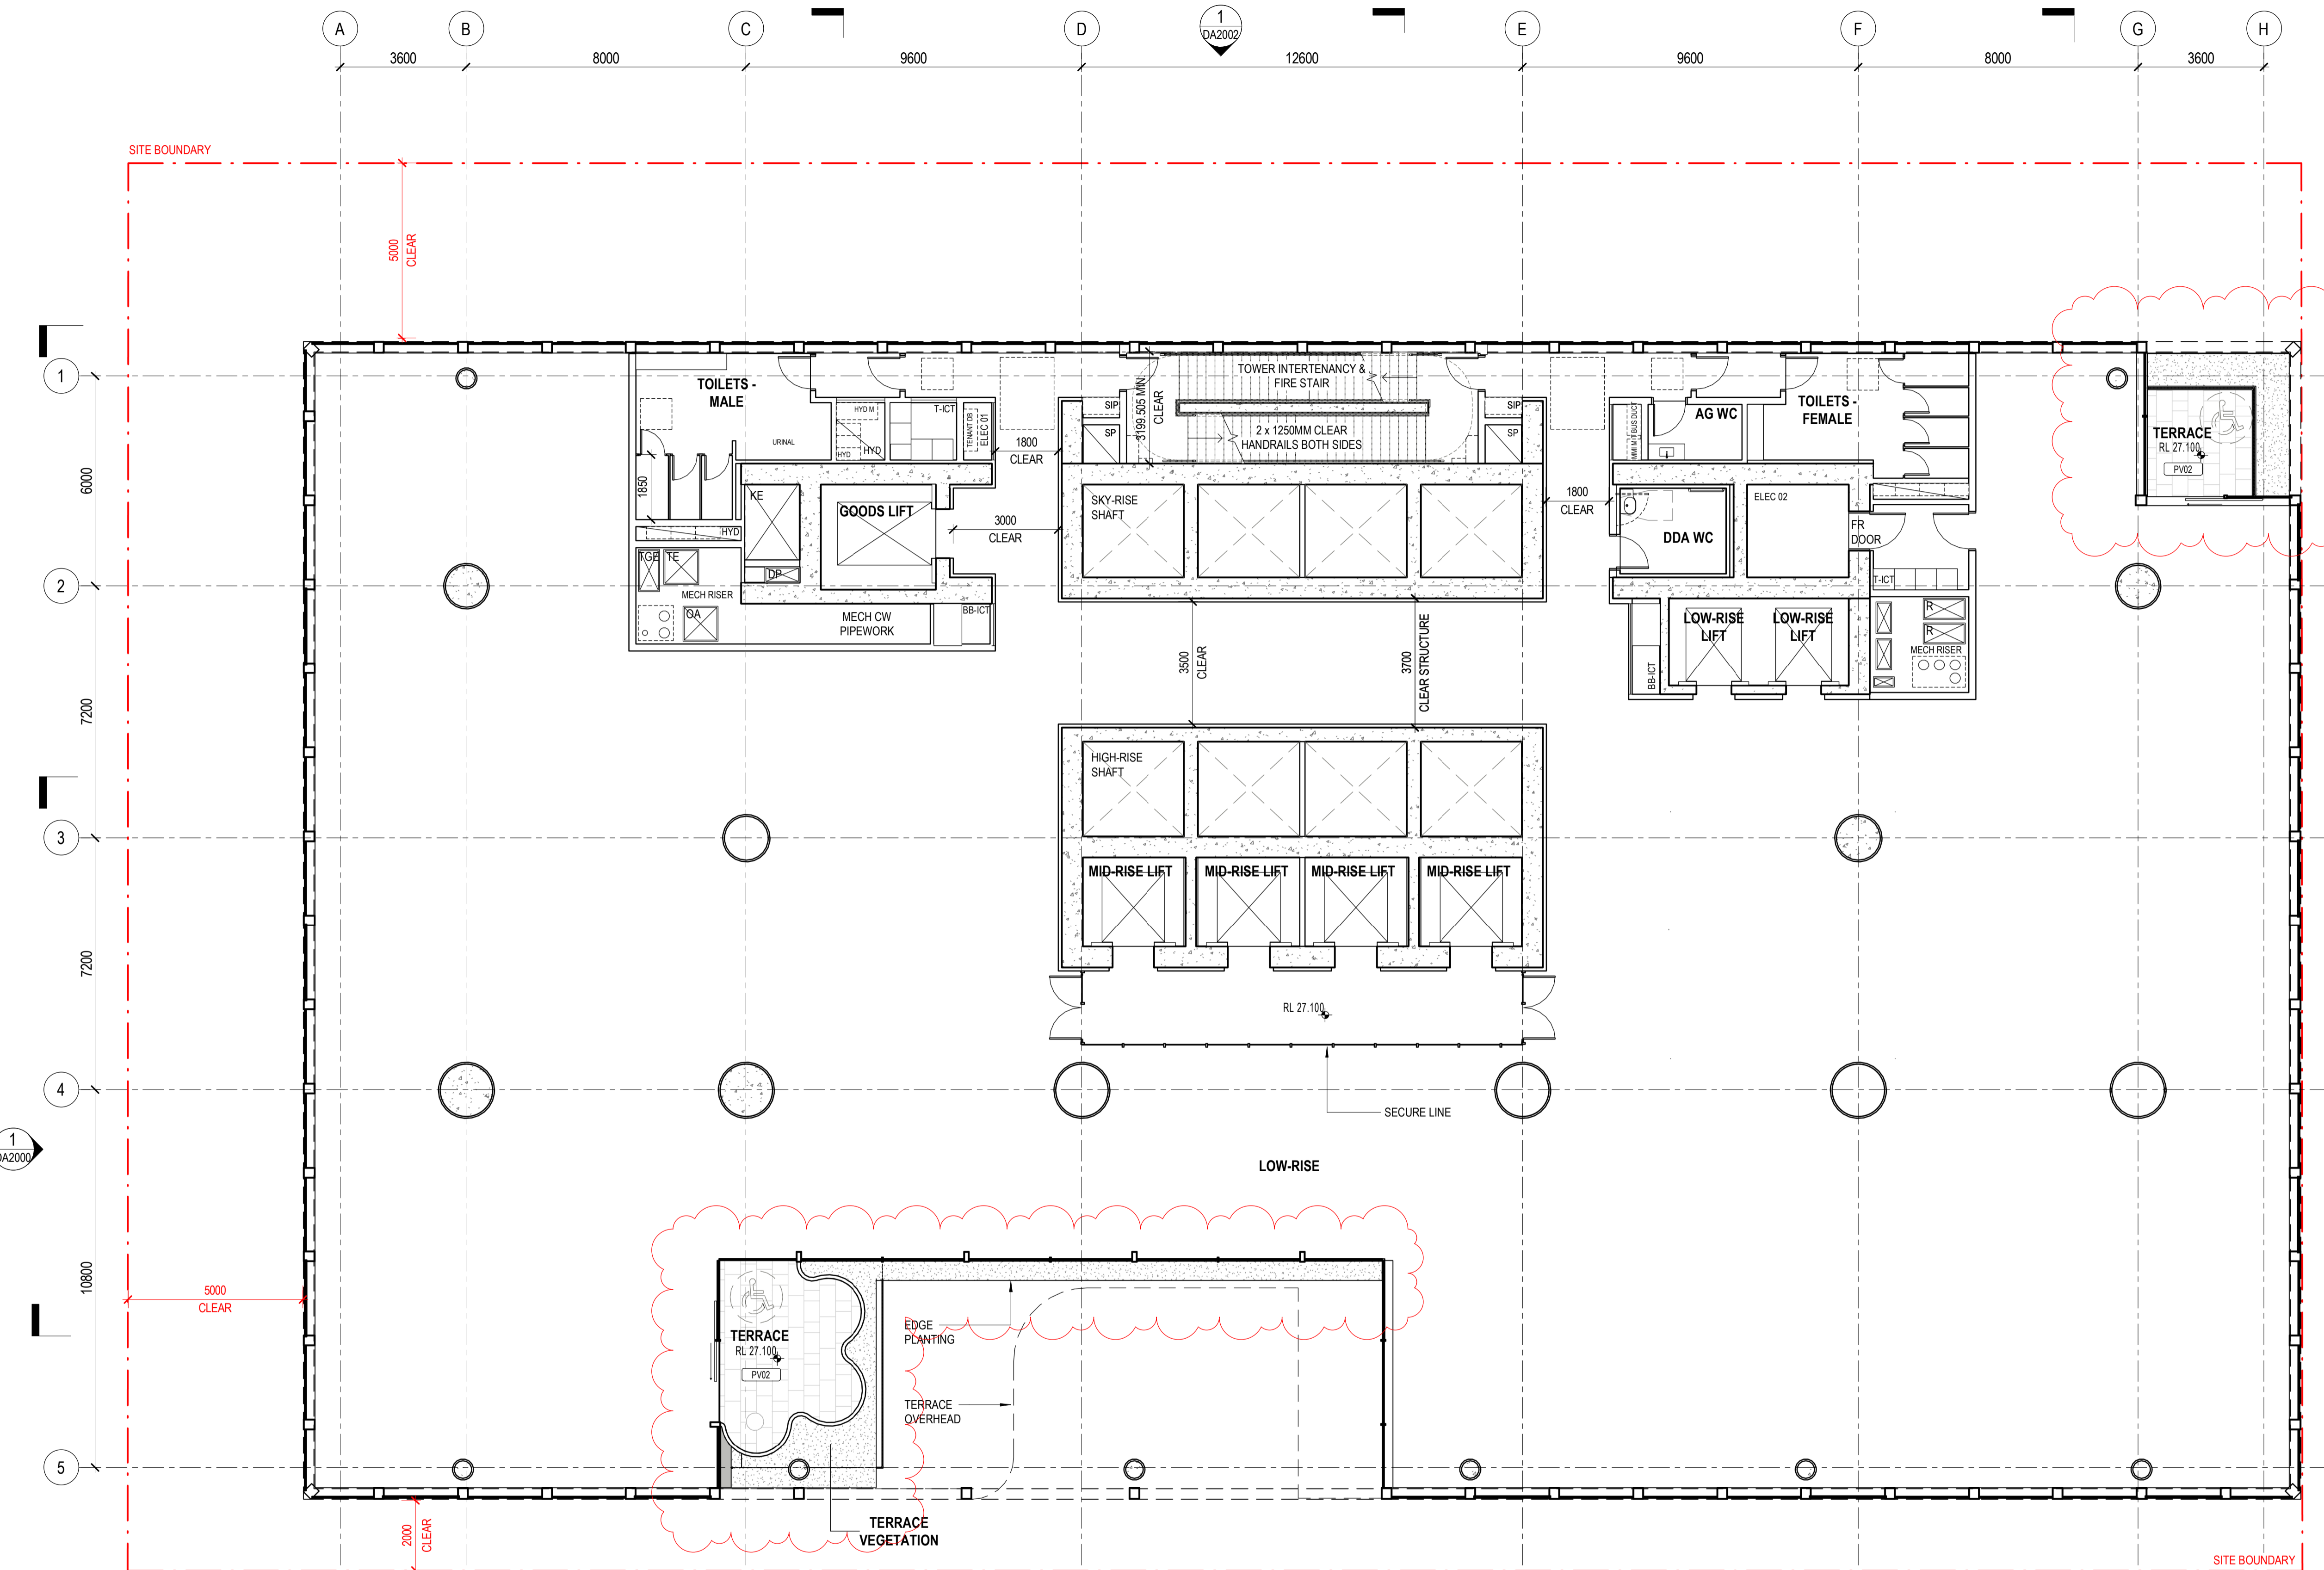 A
B
C
D
1
DA2002
E
F
G
H
3600
8000
9600
12600
9600
8000
3600
SITE BOUNDARY
5000
CLEAR
1
6000
2
7200
3
7200
4
1
DA2000
10800
5
5000
CLEAR
2000
CLEAR
TOILETS -
MALE
URINAL
HYD M
HYD
HYD
T-ICT
TENANT DB
ELEC 01
1800
CLEAR
1850
HYD
KE
GOODS LIFT
3000
CLEAR
TGE
TE
DP
MECH RISER
OA
MECH CW
PIPEWORK
BB-ICT
SIP
SP
3199.505 MIN
CLEAR
TOWER INTERTENANCY &
FIRE STAIR
2 x 1250MM CLEAR
HANDRAILS BOTH SIDES
SIP
SP
SKY-RISE
SHAFT
1800
CLEAR
AG WC
TOILETS -
FEMALE
DDA WC
ELEC 02
FR
DOOR
T-ICT
LOW-RISE
LIFT
LOW-RISE
LIFT
BB-ICT
R
R
MECH RISER
TERRACE
RL 27.100
PV02
3500
CLEAR
3700
CLEAR STRUCTURE
HIGH-RISE
SHAFT
MID-RISE LIFT
MID-RISE LIFT
MID-RISE LIFT
MID-RISE LIFT
RL 27.100
SECURE LINE
LOW-RISE
TERRACE
RL 27.100
PV02
EDGE
PLANTING
TERRACE
OVERHEAD
TERRACE
VEGETATION
SITE BOUNDARY